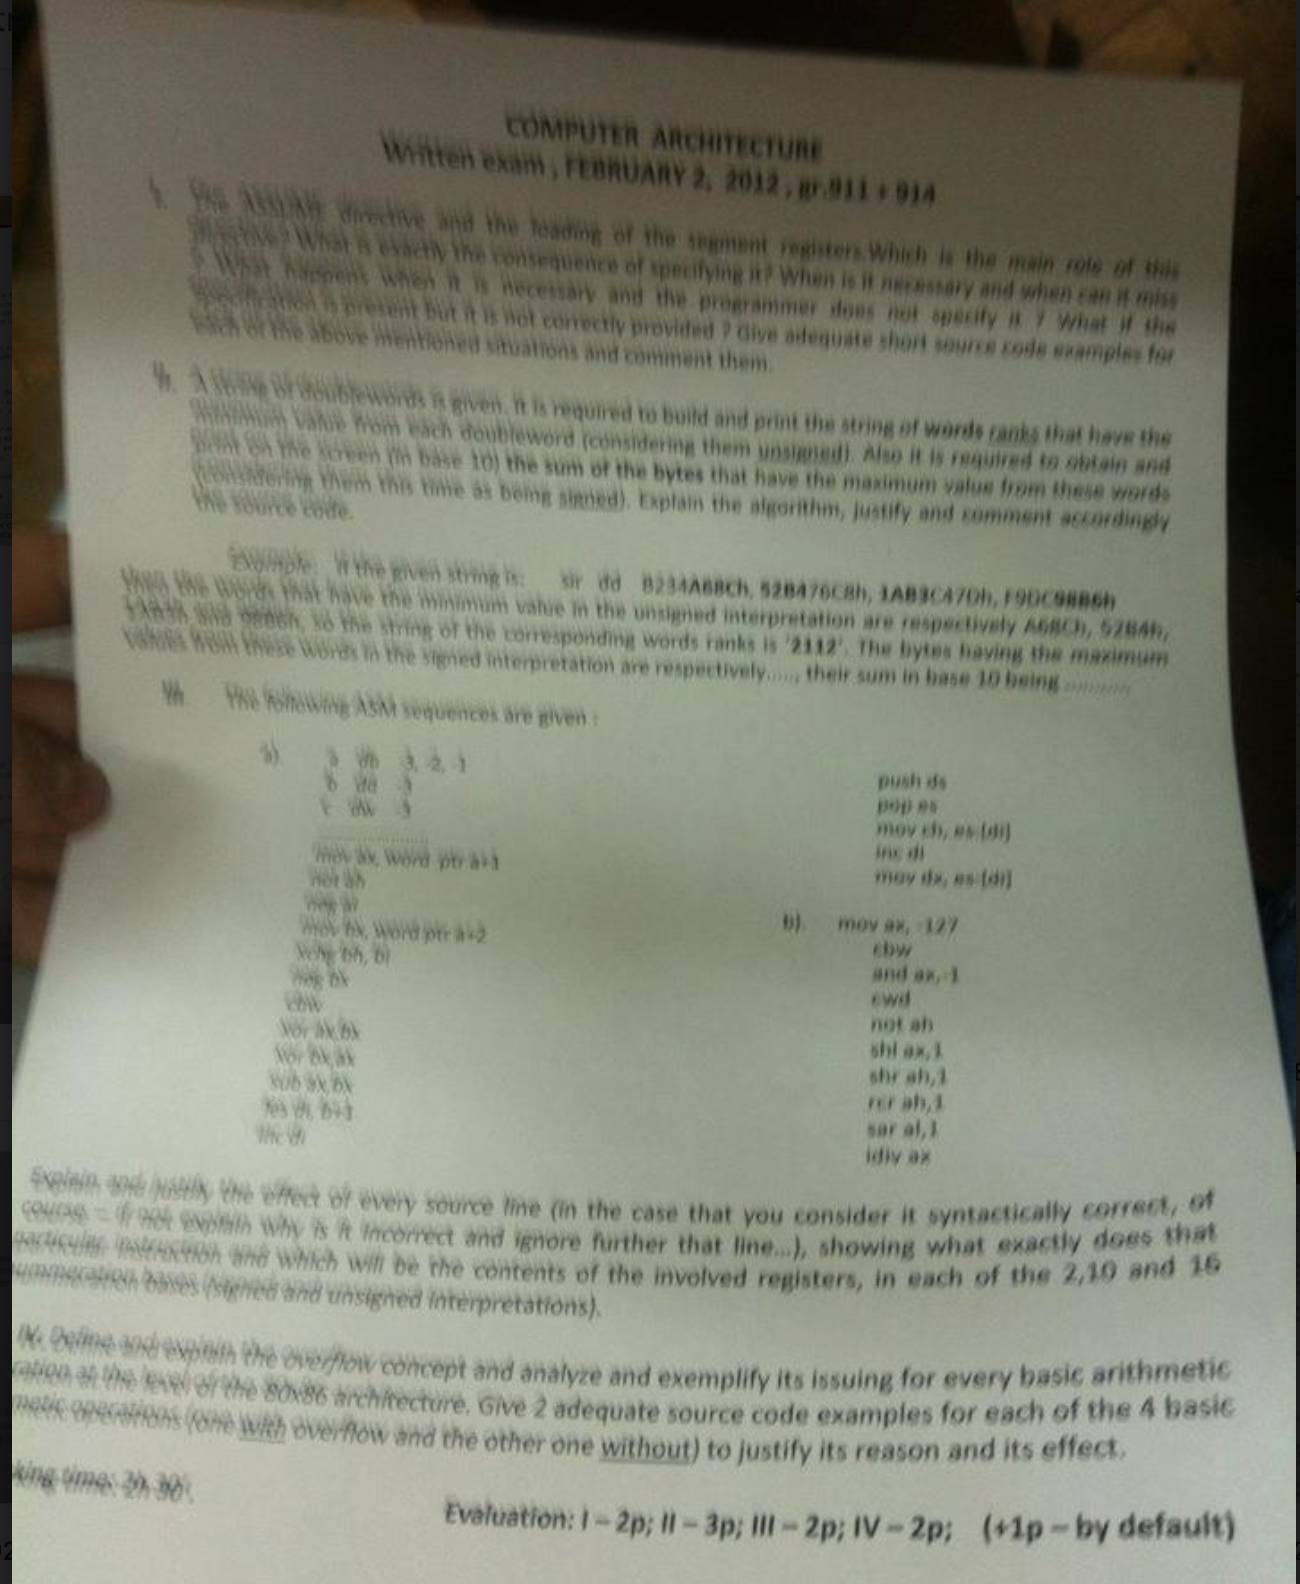 COMPUTER ARCHITECTURE
Written exam, FEBRUARY 2, 2012, gr.911 + 914
I. The ASSUME directive and the loading of the segment registers.Which is the main role of this
directive? What is exactly the consequence of specifying it? When is it necessary and when can it miss
? What happens when it is necessary and the programmer does not specify it ? What if the
specification is present but it is not correctly provided ? Give adequate short source code examples for
each of the above mentioned situations and comment them.
II. A string of doublewords is given. It is required to build and print the string of words ranks that have the
minimum value from each doubleword (considering them unsigned). Also it is required to obtain and
print on the screen (in base 10) the sum of the bytes that have the maximum value from these words
(considering them this time as being signed). Explain the algorithm, justify and comment accordingly
the source code.
Example: If the given string is: sir dd 8234A68Ch, 52B476C8h, 1AB3C47Dh, F9DC98B6h
then the words that have the minimum value in the unsigned interpretation are respectively A68Ch, 52B4h,
1AB3h and 98B6h, so the string of the corresponding words ranks is '2112'. The bytes having the maximum
values from these words in the signed interpretation are respectively....., their sum in base 10 being ............
III. The following ASM sequences are given :
a). a db -3, -2, -1
b dd -3
c dw -3
....................
mov ax, word ptr a+1
not ah
neg al
mov bx, word ptr a+2
xchg bh, bl
neg bx
cbw
xor ax,bx
xor bx,ax
sub ax,bx
les di, b+1
inc di
push ds
pop es
mov ch, es:[di]
inc di
mov dx, es:[di]
b). mov ax, -127
cbw
and ax,-1
cwd
not ah
shl ax,1
shr ah,1
rcr ah,1
sar al,1
idiv ax
Explain and justify the effect of every source line (in the case that you consider it syntactically correct, of
course – if not explain why is it incorrect and ignore further that line...), showing what exactly does that
particular instruction and which will be the contents of the involved registers, in each of the 2,10 and 16
ummeration bases (signed and unsigned interpretations).
IV. Define and explain the overflow concept and analyze and exemplify its issuing for every basic arithmetic
ration at the level of the 80x86 architecture. Give 2 adequate source code examples for each of the 4 basic
metic operations (one with overflow and the other one without) to justify its reason and its effect.
king time: 2h 30'.
Evaluation: I – 2p; II – 3p; III – 2p; IV – 2p; (+1p – by default)